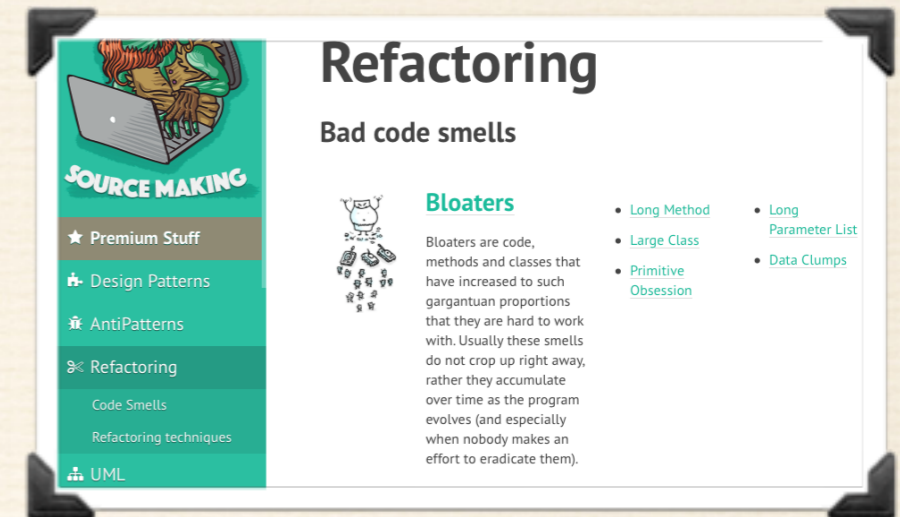 SOURCE MAKING
Premium Stuff
Design Patterns
AntiPatterns
Refactoring
Code Smells
Refactoring techniques
UML
Refactoring
Bad code smells
Bloaters
Bloaters are code,
methods and classes that
have increased to such
gargantuan proportions
that they are hard to work
with. Usually these smells
do not crop up right away,
rather they accumulate
over time as the program
evolves (and especially
when nobody makes an
effort to eradicate them).
Long Method
Large Class
Primitive
Obsession
Long
Parameter List
Data Clumps